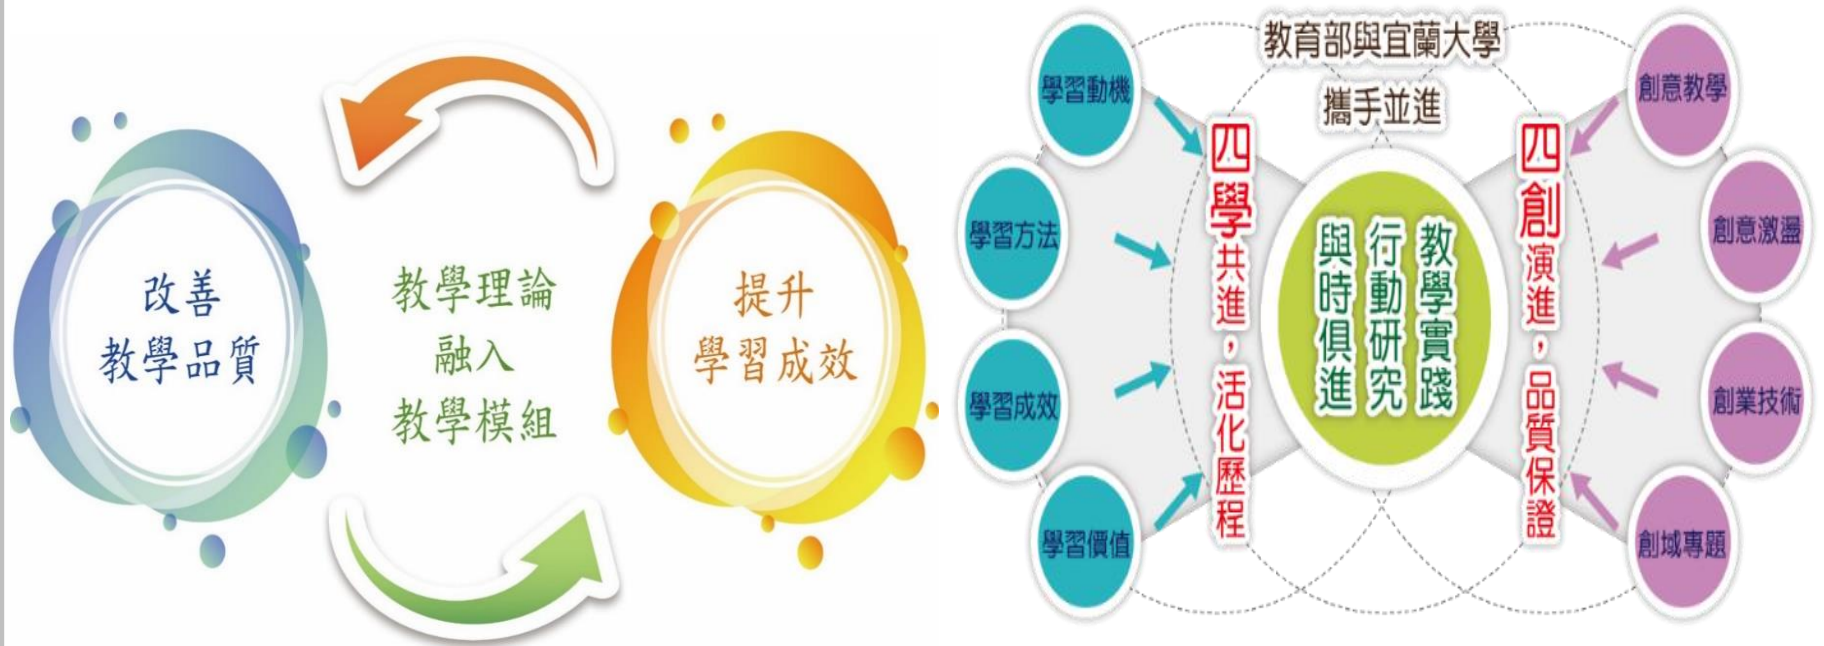 改善
教學品質
教學理論
融入
教學模組
提升
學習成效
教育部與宜蘭大學
攜手並進
學習動機
學習方法
學習成效
學習價值
四學共進，活化歷程
教學實踐
行動研究
與時俱進
四創演進，品質保證
創意教學
創意激盪
創業技術
創域專題